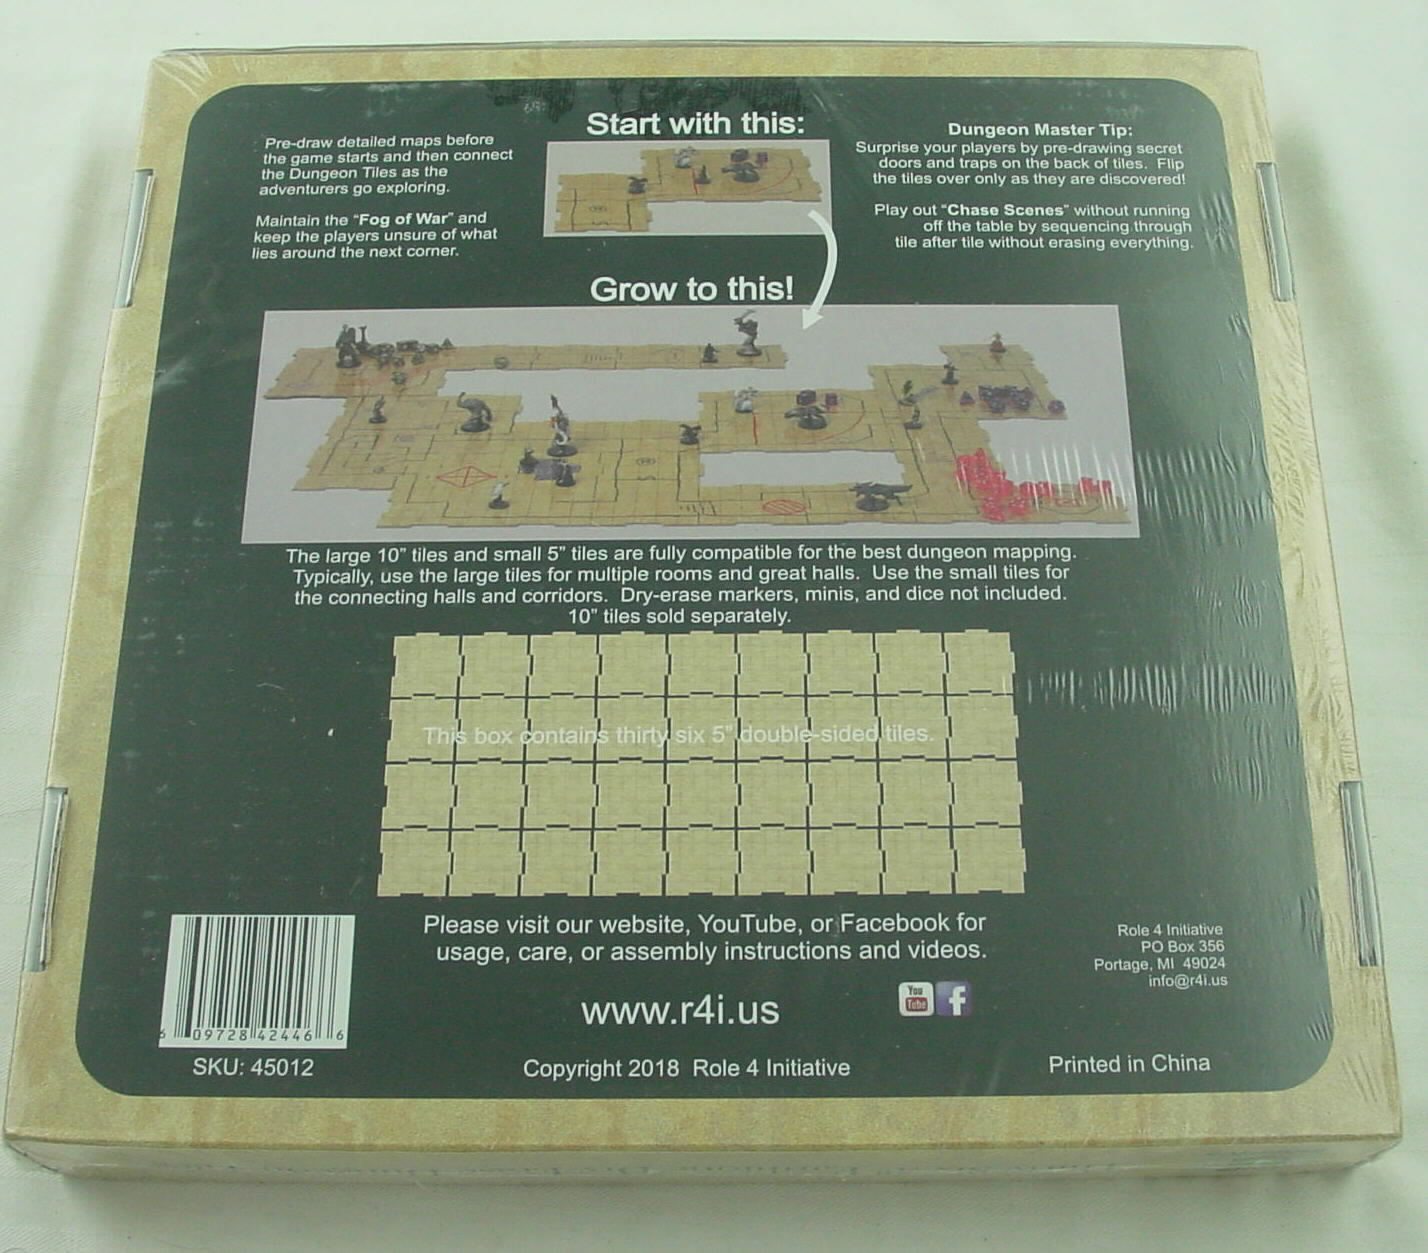 Start with this:
Pre-draw detailed maps before
the game starts and then connect
the Dungeon Tiles as the
adventurers go exploring.
Maintain the "Fog of War" and
keep the players unsure of what
lies around the next corner.
Dungeon Master Tip:
Surprise your players by pre-drawing secret
doors and traps on the back of tiles. Flip
the tiles over only as they are discovered!
Play out "Chase Scenes" without running
off the table by sequencing through
tile after tile without erasing everything.
Grow to this!
The large 10" tiles and small 5" tiles are fully compatible for the best dungeon mapping.
Typically, use the large tiles for multiple rooms and great halls. Use the small tiles for
the connecting halls and corridors. Dry-erase markers, minis, and dice not included.
10" tiles sold separately.
This box contains thirty six 5" double-sided tiles.
Please visit our website, YouTube, or Facebook for
usage, care, or assembly instructions and videos.
www.r4i.us
You
Tube
f
Role 4 Initiative
PO Box 356
Portage, MI 49024
info@r4i.us
6 09728 42446 6
SKU: 45012
Copyright 2018 Role 4 Initiative
Printed in China